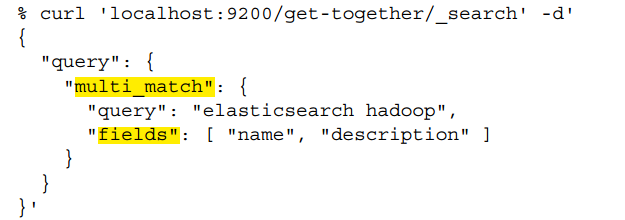 % curl 'localhost:9200/get-together/_search' -d'
{
  "query": {
    "multi_match": {
      "query": "elasticsearch hadoop",
      "fields": [ "name", "description" ]
    }
  }
}'